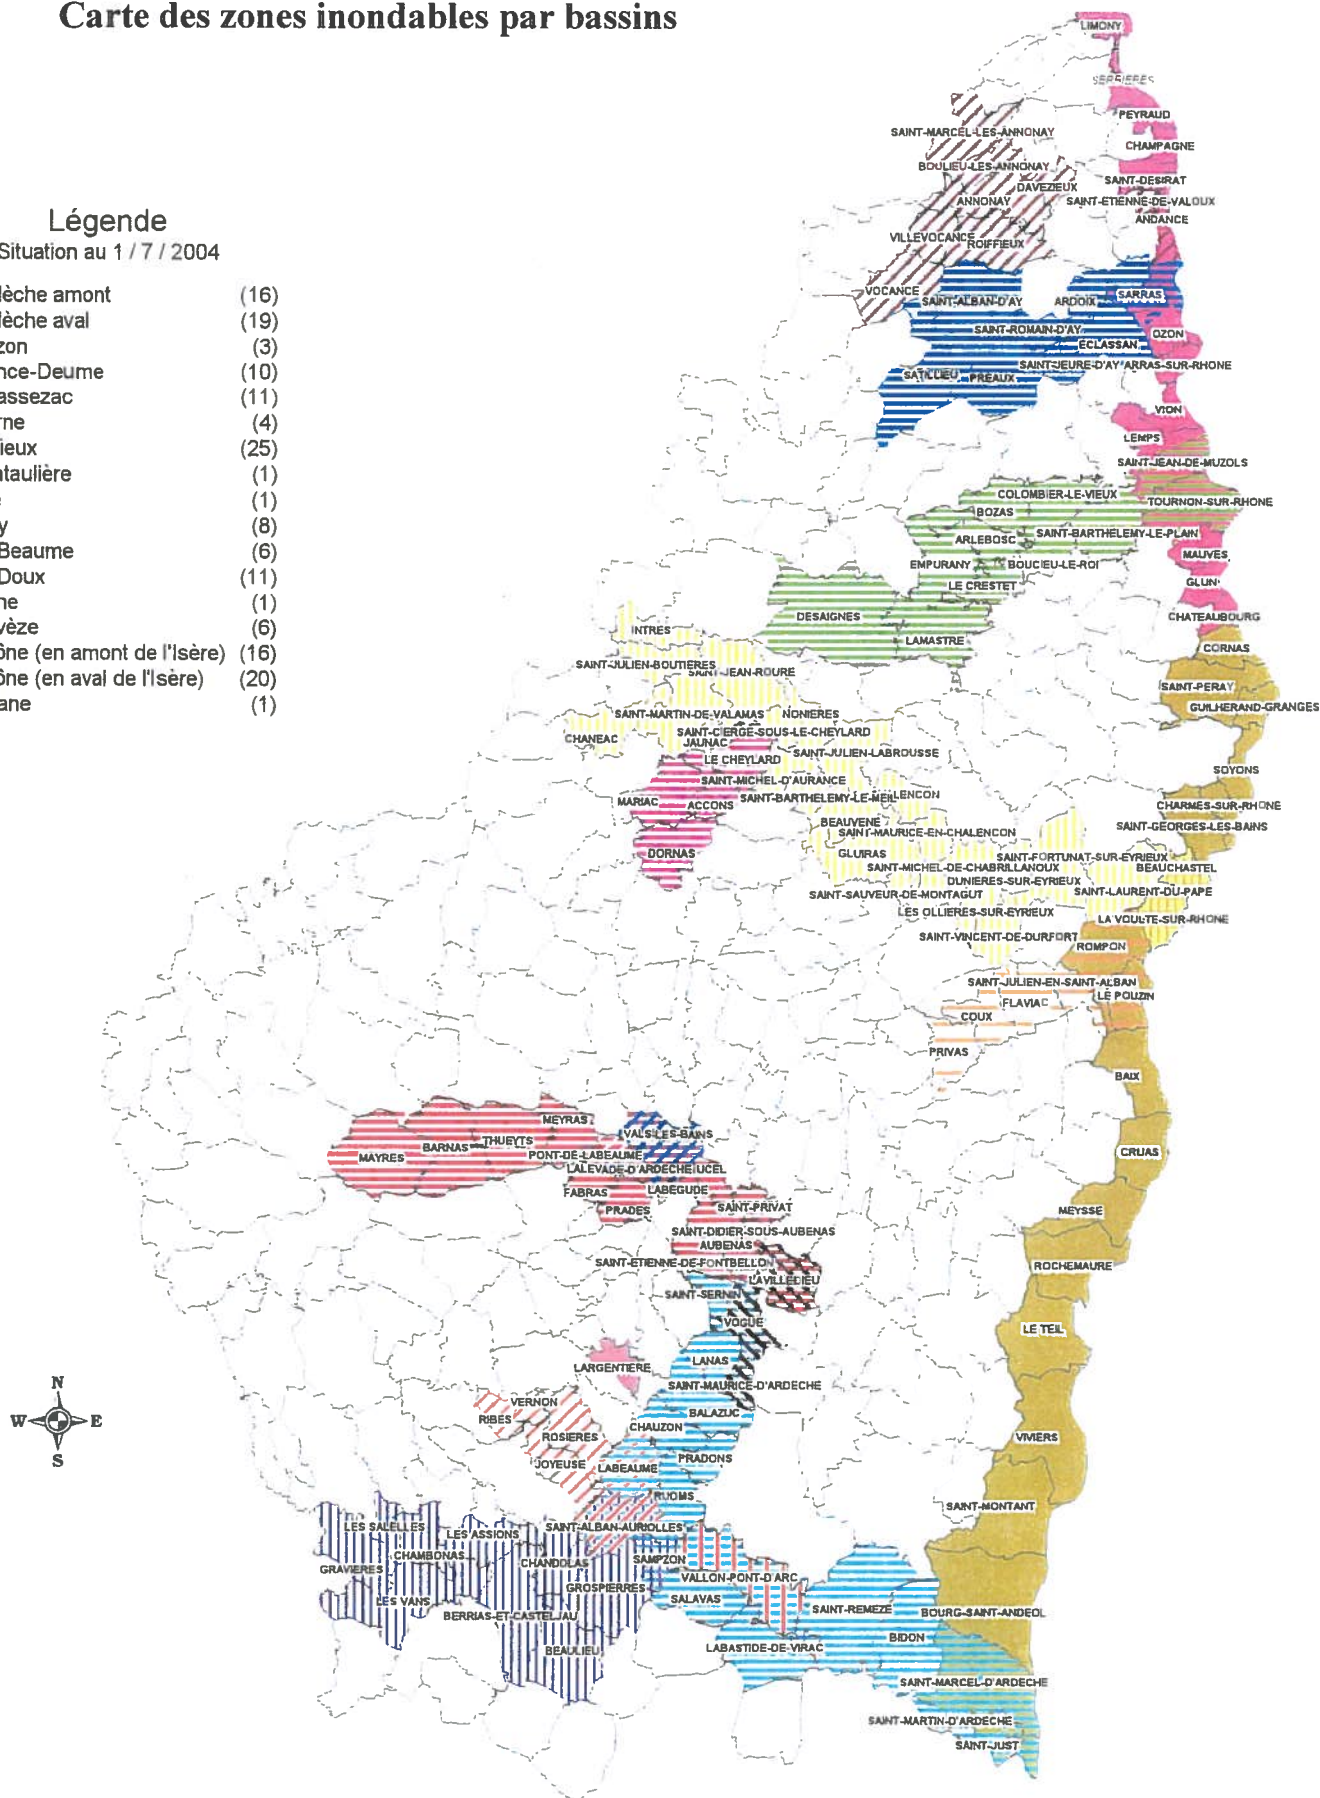 Carte des zones inondables par bassins
Légende
Situation au 1 / 7 / 2004
lèche amont (16)
lèche aval (19)
zon (3)
nce-Deume (10)
assezac (11)
rne (4)
ieux (25)
ntaulière (1)
(1)
y (8)
Beaume (6)
Doux (11)
ne (1)
vèze (6)
ône (en amont de l'Isère) (16)
ône (en aval de l'Isère) (20)
ane (1)
LIMONY
SERRIERES
PEYRAUD
SAINT-MARCEL-LES-ANNONAY
CHAMPAGNE
BOULIEU-LES-ANNONAY
SAINT-DESIRAT
DAVEZIEUX
ANNONAY
SAINT-ETIENNE-DE-VALOUX
ANDANCE
VILLEVOCANCE
ROIFFIEUX
VOCANCE
SAINT-ALBAN-D'AY
ARDOIX
SARRAS
SAINT-ROMAIN-D'AY
OZON
ECLASSAN
SAINT-JEURE-D'AY
ARRAS-SUR-RHONE
SATILLIEU
PREAUX
VION
LEMPS
SAINT-JEAN-DE-MUZOLS
COLOMBIER-LE-VIEUX
TOURNON-SUR-RHONE
BOZAS
SAINT-BARTHELEMY-LE-PLAIN
ARLEBOSC
MAUVES
EMPURANY
BOUCIEU-LE-ROI
GLUN
LE CRESTET
DESAIGNES
CHATEAUBOURG
INTRES
LAMASTRE
CORNAS
SAINT-JULIEN-BOUTIERES
SAINT-JEAN-ROURE
SAINT-PERAY
GUILHERAND-GRANGES
SAINT-MARTIN-DE-VALAMAS
NONIERES
SAINT-CIERGE-SOUS-LE-CHEYLARD
CHANEAC
JAUNAC
SAINT-JULIEN-LABROUSSE
LE CHEYLARD
SOYONS
SAINT-MICHEL-D'AURANCE
SAINT-BARTHELEMY-LE-MEIL
LENCON
MARIAC
ACCONS
CHARMES-SUR-RHONE
BEAUVENE
SAINT-GEORGES-LES-BAINS
SAINT-MAURICE-EN-CHALENCON
DORNAS
GLUIRAS
SAINT-FORTUNAT-SUR-EYRIEUX
SAINT-MICHEL-DE-CHABRILLANOUX
BEAUCHASTEL
DUNIERES-SUR-EYRIEUX
SAINT-SAUVEUR-DE-MONTAGUT
SAINT-LAURENT-DU-PAPE
LES OLLIERES-SUR-EYRIEUX
LA VOULTE-SUR-RHONE
SAINT-VINCENT-DE-DURFORT
ROMPON
SAINT-JULIEN-EN-SAINT-ALBAN
LE POUZIN
FLAVIAC
COUX
PRIVAS
BAIX
MEYRAS
VALS-LES-BAINS
THUEYTS
BARNAS
CRUAS
MAYRES
PONT-DE-LABEAUME
LALEVADE-D'ARDECHE
UCEL
FABRAS
LABEGUDE
PRADES
SAINT-PRIVAT
MEYSSE
SAINT-DIDIER-SOUS-AUBENAS
AUBENAS
SAINT-ETIENNE-DE-FONTBELLON
ROCHEMAURE
LAVILLEDIEU
SAINT-SERNIN
VOGUE
LE TEIL
LANAS
LARGENTIERE
SAINT-MAURICE-D'ARDECHE
N
W E
S
VERNON
BALAZUC
RIBES
CHAUZON
ROSIERES
VIVIERS
PRADONS
JOYEUSE
LABEAUME
RUOMS
SAINT-MONTANT
LES SALELLES
SAINT-ALBAN-AURIOLLES
LES ASSIONS
CHAMBONAS
CHANDOLAS
SAMPZON
GRAVIERES
VALLON-PONT-D'ARC
GROSPIERRES
LES VANS
SALAVAS
SAINT-REMEZE
BERRIAS-ET-CASTELJAU
BOURG-SAINT-ANDEOL
BIDON
BEAULIEU
LABASTIDE-DE-VIRAC
SAINT-MARCEL-D'ARDECHE
SAINT-MARTIN-D'ARDECHE
SAINT-JUST